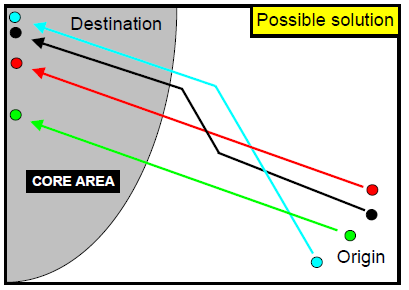 Possible solution
Destination
CORE AREA
Origin